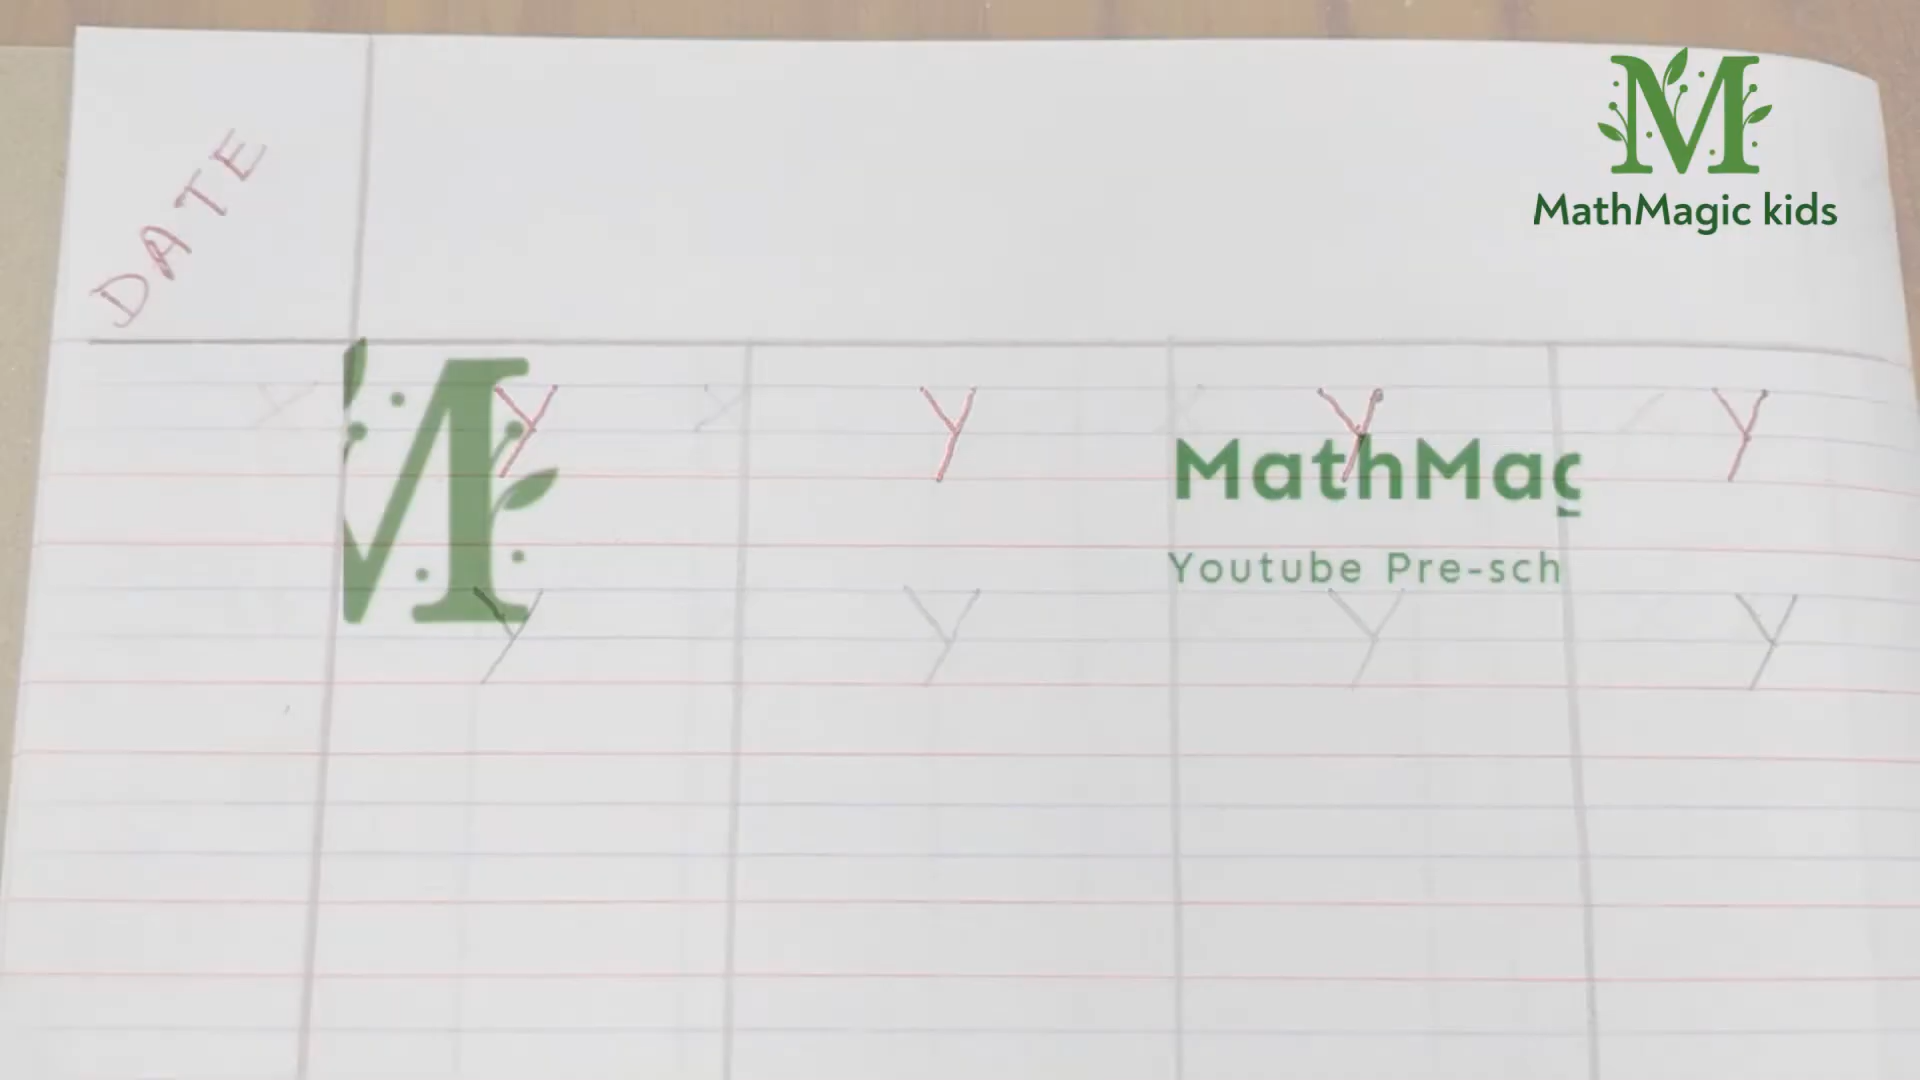 M
MathMagic kids
DATE
y y y y
M
MathMag
Youtube Pre-sch
y y y y